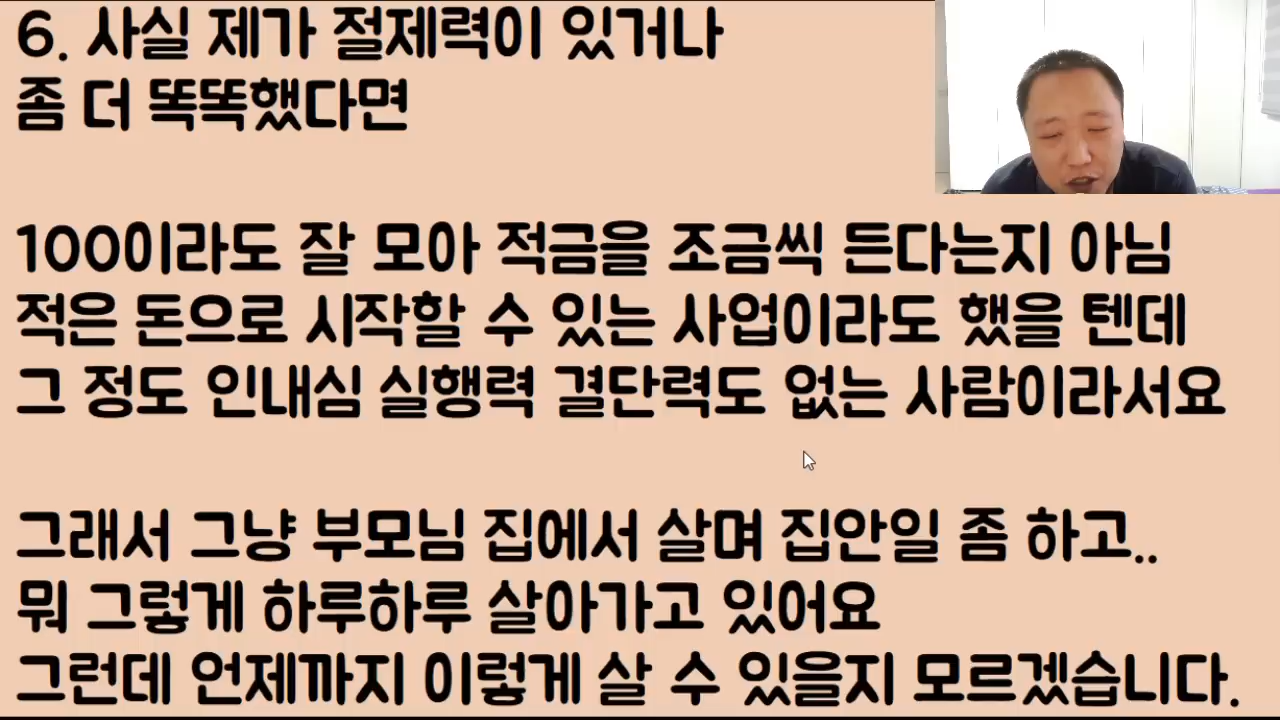 6. 사실 제가 절제력이 있거나
좀 더 똑똑했다면
100이라도 잘 모아 적금을 조금씩 든다는지 아님
적은 돈으로 시작할 수 있는 사업이라도 했을 텐데
그 정도 인내심 실행력 결단력도 없는 사람이라서요
그래서 그냥 부모님 집에서 살며 집안일 좀 하고..
뭐 그렇게 하루하루 살아가고 있어요
그런데 언제까지 이렇게 살 수 있을지 모르겠습니다.